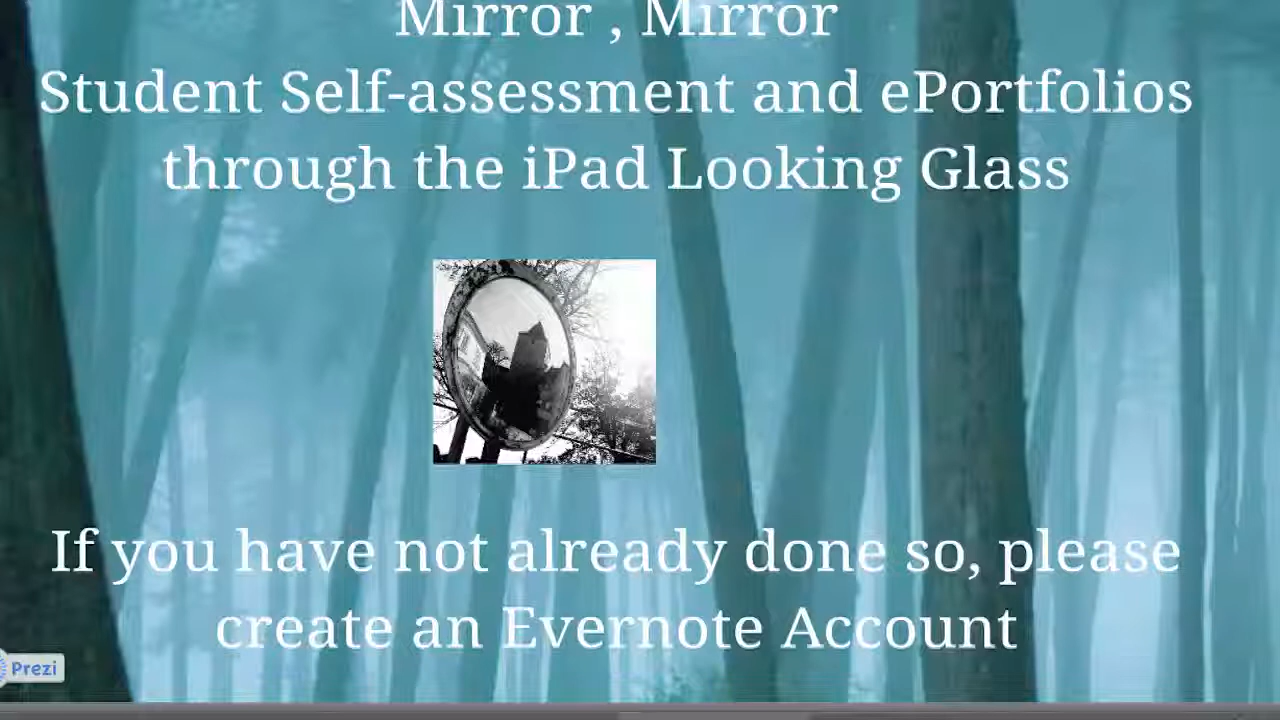 Mirror , Mirror
Student Self-assessment and ePortfolios
through the iPad Looking Glass
If you have not already done so, please
create an Evernote Account
Prezi